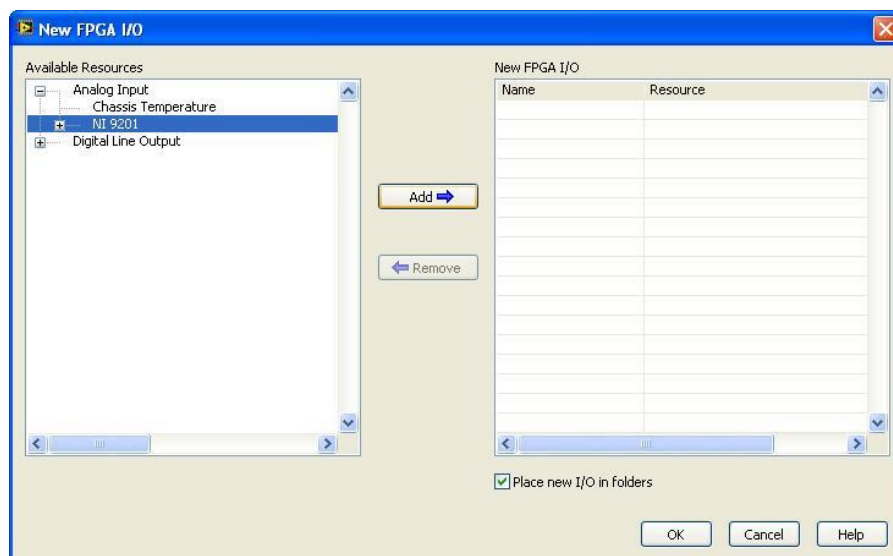 New FPGA I/O
Available Resources
Analog Input
Chassis Temperature
NI 9201
Digital Line Output
Add
Remove
New FPGA I/O
Name Resource
Place new I/O in folders
OK Cancel Help